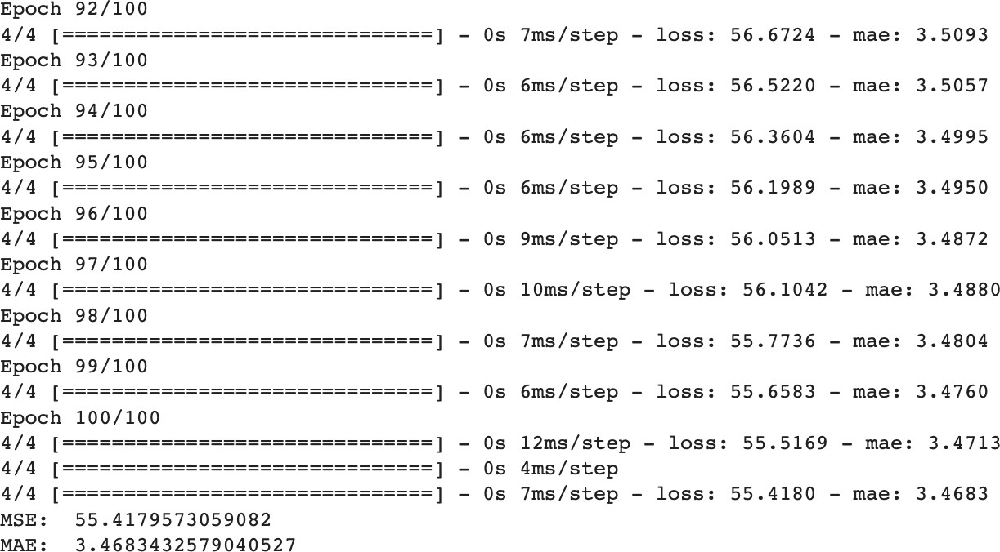 Epoch 92/100
4/4 [==============================] - 0s 7ms/step - loss: 56.6724 - mae: 3.5093
Epoch 93/100
4/4 [==============================] - 0s 6ms/step - loss: 56.5220 - mae: 3.5057
Epoch 94/100
4/4 [==============================] - 0s 6ms/step - loss: 56.3604 - mae: 3.4995
Epoch 95/100
4/4 [==============================] - 0s 6ms/step - loss: 56.1989 - mae: 3.4950
Epoch 96/100
4/4 [==============================] - 0s 9ms/step - loss: 56.0513 - mae: 3.4872
Epoch 97/100
4/4 [==============================] - 0s 10ms/step - loss: 56.1042 - mae: 3.4880
Epoch 98/100
4/4 [==============================] - 0s 7ms/step - loss: 55.7736 - mae: 3.4804
Epoch 99/100
4/4 [==============================] - 0s 6ms/step - loss: 55.6583 - mae: 3.4760
Epoch 100/100
4/4 [==============================] - 0s 12ms/step - loss: 55.5169 - mae: 3.4713
4/4 [==============================] - 0s 4ms/step
4/4 [==============================] - 0s 7ms/step - loss: 55.4180 - mae: 3.4683
MSE:  55.4179573059082
MAE:  3.4683432579040527